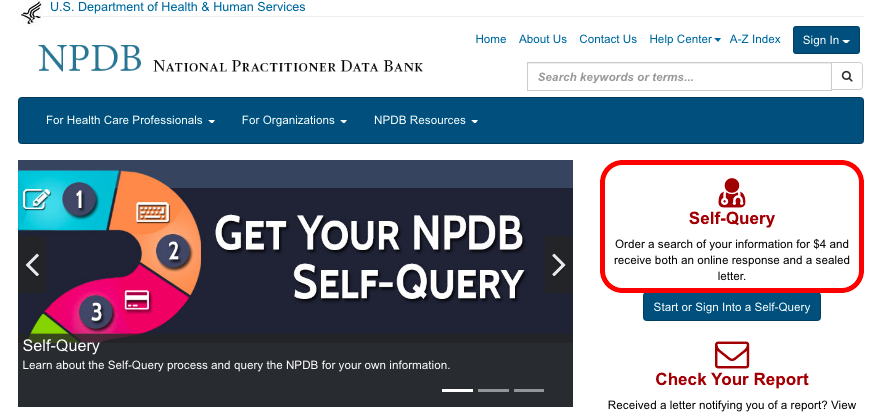 U.S. Department of Health & Human Services
Home About Us Contact Us Help Center A-Z Index Sign In
NPDB NATIONAL PRACTITIONER DATA BANK
Search keywords or terms...
For Health Care Professionals For Organizations NPDB Resources
1
2
3
GET YOUR NPDB
SELF-QUERY
Self-Query
Learn about the Self-Query process and query the NPDB for your own information.
Self-Query
Order a search of your information for $4 and
receive both an online response and a sealed
letter.
Start or Sign Into a Self-Query
Check Your Report
Received a letter notifying you of a report? View